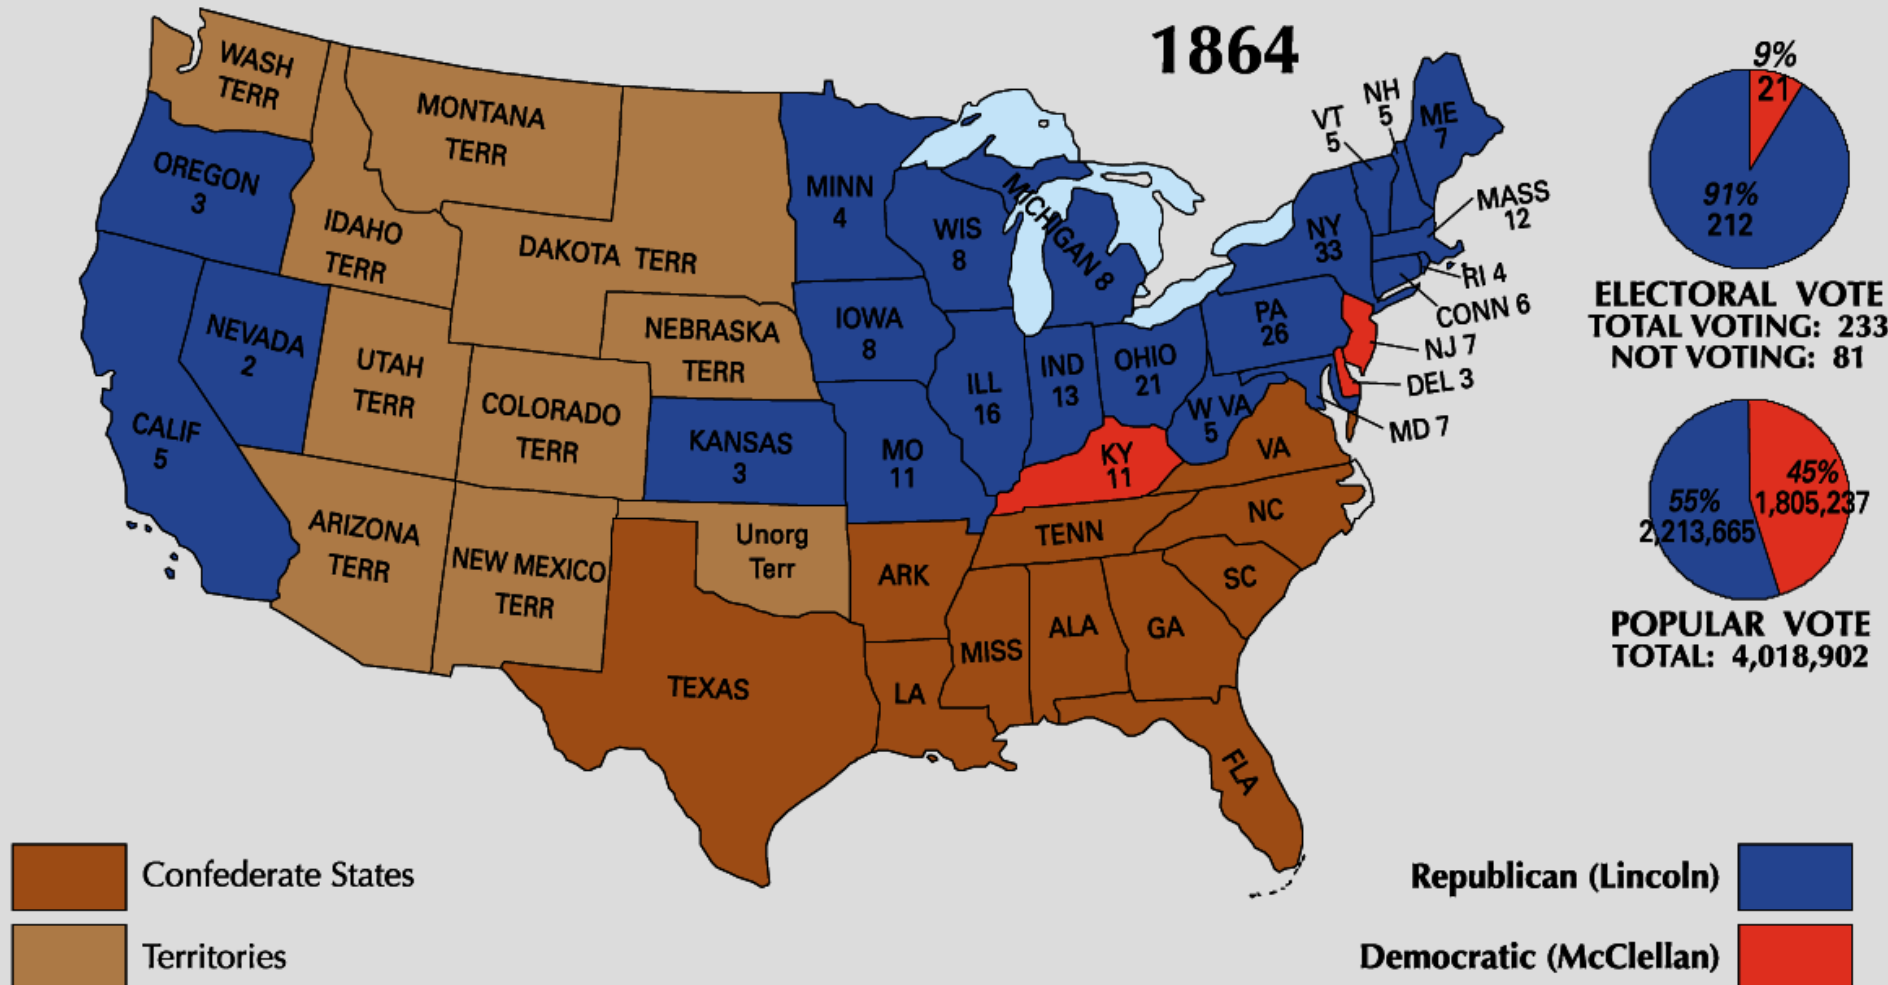 1864
WASH
TERR
MONTANA
TERR
OREGON
3
IDAHO
TERR
DAKOTA TERR
MINN
4
WIS
8
MICHIGAN 8
VT
5
NH
5
ME
7
MASS
12
NY
33
RI 4
CONN 6
NJ 7
DEL 3
MD 7
PA
26
NEVADA
2
UTAH
TERR
NEBRASKA
TERR
IOWA
8
ILL
16
IND
13
OHIO
21
W VA
5
VA
CALIF
5
COLORADO
TERR
KANSAS
3
MO
11
KY
11
ARIZONA
TERR
NEW MEXICO
TERR
Unorg
Terr
ARK
TENN
NC
SC
TEXAS
LA
MISS
ALA
GA
FLA
9%
21
91%
212
ELECTORAL VOTE
TOTAL VOTING: 233
NOT VOTING: 81
45%
1,805,237
55%
2,213,665
POPULAR VOTE
TOTAL: 4,018,902
Confederate States
Territories
Republican (Lincoln)
Democratic (McClellan)